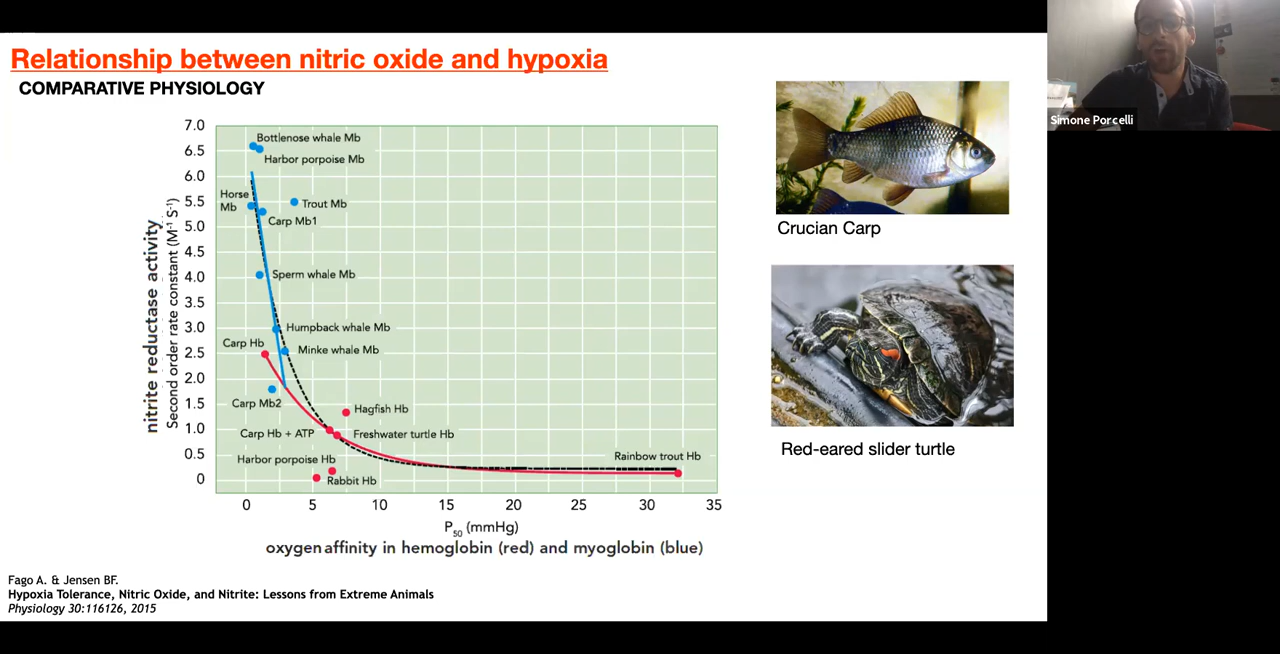 Relationship between nitric oxide and hypoxia
COMPARATIVE PHYSIOLOGY
Simone Porcelli
nitrite reductase activity
Second order rate constant (M⁻¹ S⁻¹)
7.0
6.5
6.0
5.5
5.0
4.5
4.0
3.5
3.0
2.5
2.0
1.5
1.0
0.5
0
Bottlenose whale Mb
Harbor porpoise Mb
Horse
Mb
Trout Mb
Carp Mb1
Sperm whale Mb
Humpback whale Mb
Carp Hb
Minke whale Mb
Carp Mb2
Hagfish Hb
Carp Hb + ATP
Freshwater turtle Hb
Harbor porpoise Hb
Rainbow trout Hb
Rabbit Hb
0 5 10 15 20 25 30 35
P₅₀ (mmHg)
oxygen affinity in hemoglobin (red) and myoglobin (blue)
Crucian Carp
Red-eared slider turtle
Fago A. & Jensen BF.
Hypoxia Tolerance, Nitric Oxide, and Nitrite: Lessons from Extreme Animals
Physiology 30:116126, 2015